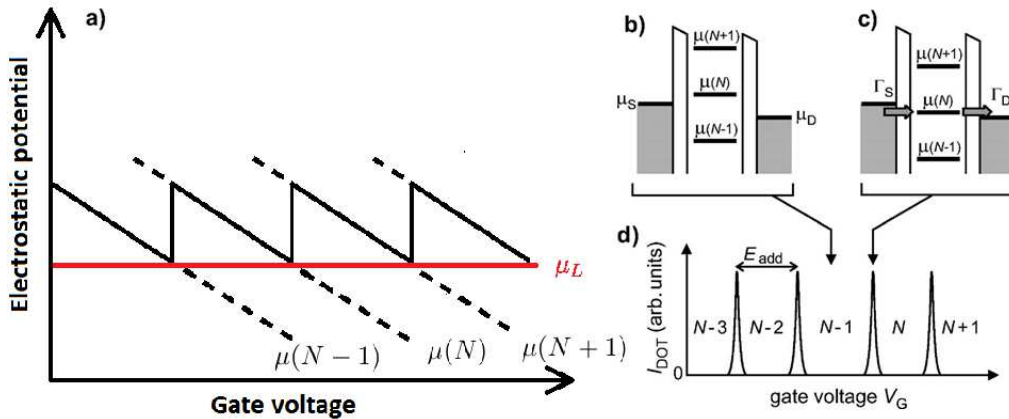 a)
Electrostatic potential
μ_L
μ(N − 1)
μ(N)
μ(N + 1)
Gate voltage
b)
μ(N+1)
μ(N)
μ(N-1)
μ_S
μ_D
c)
μ(N+1)
Γ_S
μ(N)
Γ_D
μ(N-1)
d)
E_add
I_DOT (arb. units)
N-3
N-2
N-1
N
N+1
0
gate voltage V_G